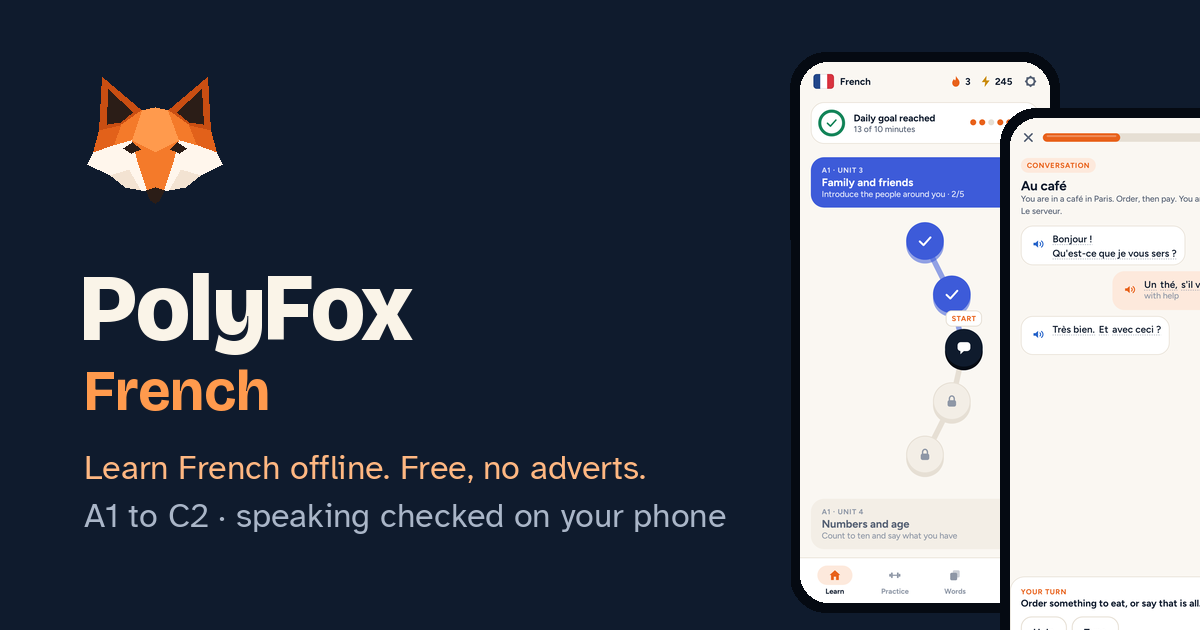 PolyFox
French
Learn French offline. Free, no adverts.
A1 to C2 · speaking checked on your phone
French
3
245
Daily goal reached
13 of 10 minutes
A1 · UNIT 3
Family and friends
Introduce the people around you · 2/5
START
A1 · UNIT 4
Numbers and age
Count to ten and say what you have
Learn
Practice
Words
CONVERSATION
Au café
You are in a café in Paris. Order, then pay. You
Le serveur.
Bonjour !
Qu'est-ce que je vous sers ?
Un thé, s'il
with help
Très bien. Et avec ceci ?
YOUR TURN
Order something to eat, or say that is all.